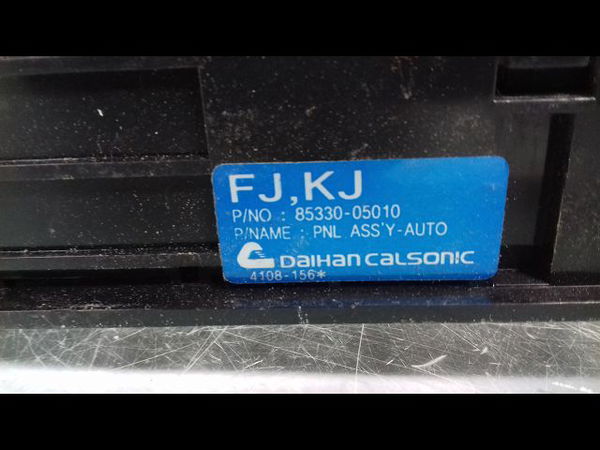 FJ,KJ
P/NO : 85330-05010
P/NAME : PNL ASS'Y-AUTO
DAIHAN CALSONIC
4108-156*